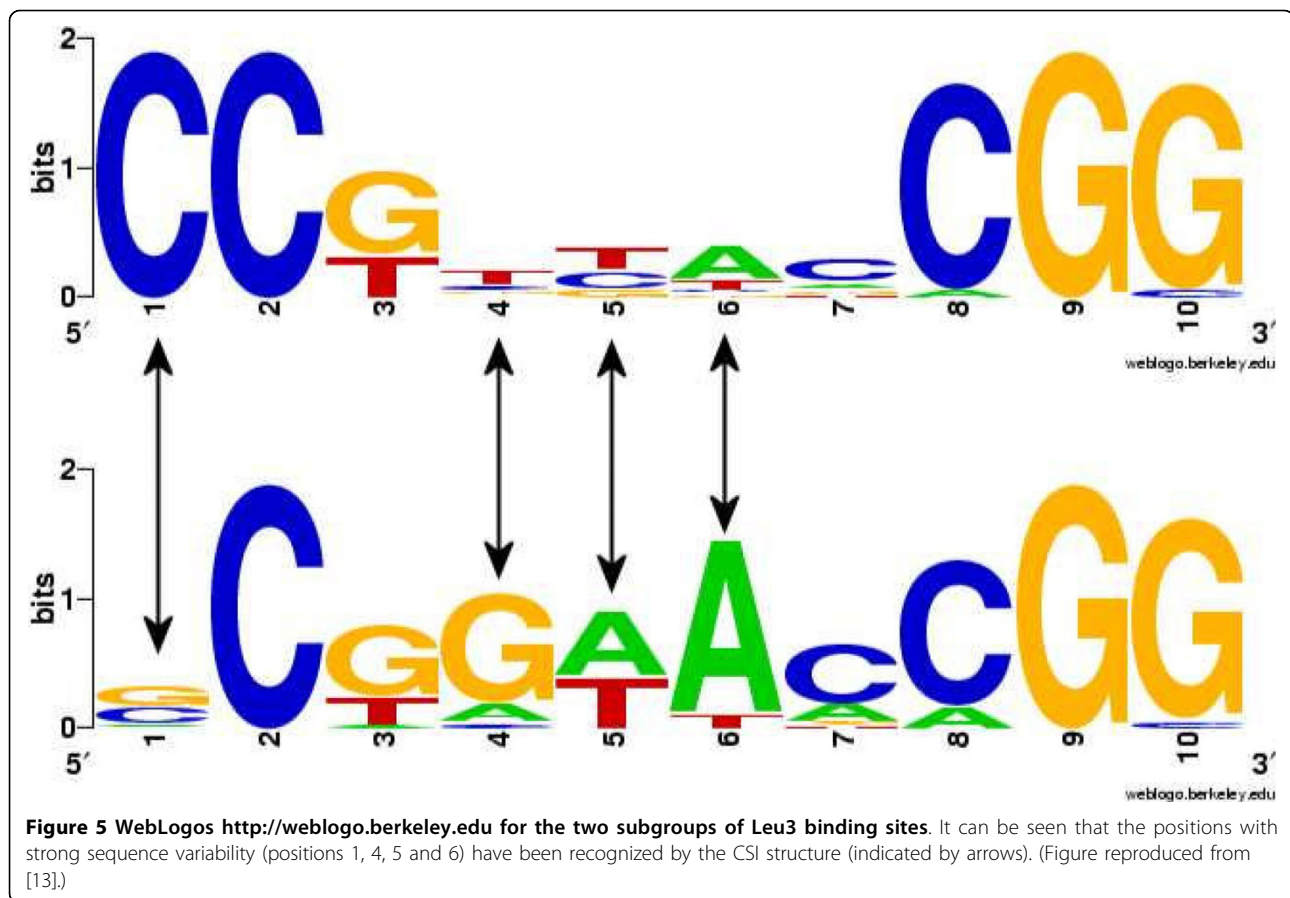 2
bits
1
0
C C G T T A C C G G
T T C T A A C
C G
1 2 3 4 5 6 7 8 9 10
5′ 3′
weblogo.berkeley.edu
2
bits
1
0
G C G G A A C C G G
C T A T T A A C
1 2 3 4 5 6 7 8 9 10
5′ 3′
weblogo.berkeley.edu
Figure 5 WebLogos http://weblogo.berkeley.edu for the two subgroups of Leu3 binding sites. It can be seen that the positions with
strong sequence variability (positions 1, 4, 5 and 6) have been recognized by the CSI structure (indicated by arrows). (Figure reproduced from
[13].)